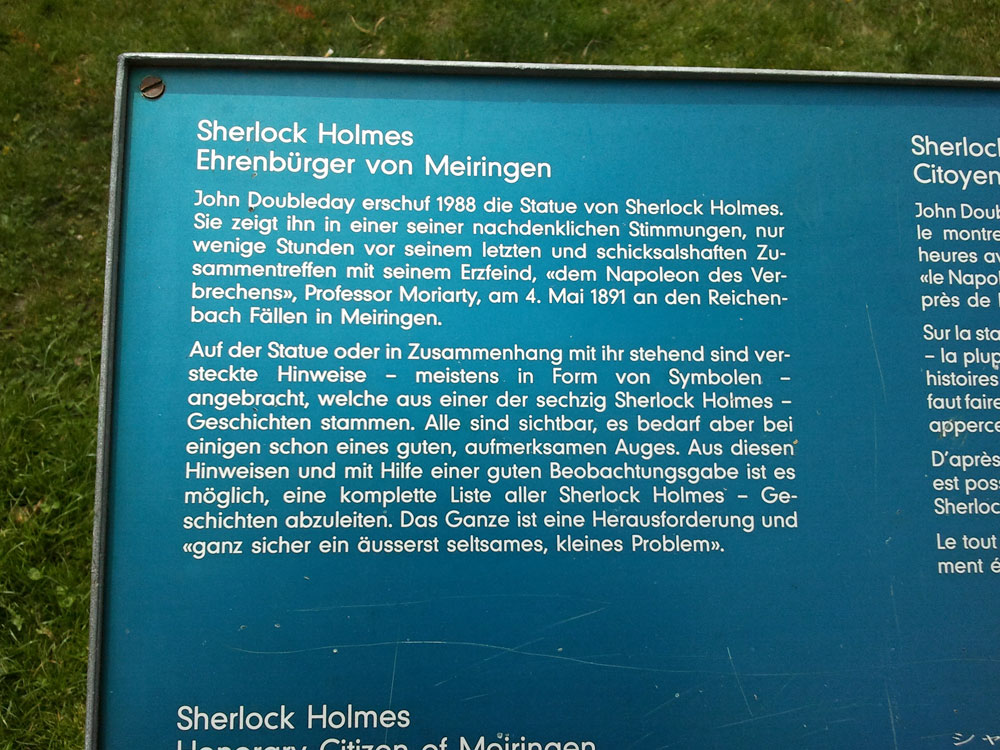 Sherlock Holmes
Ehrenbürger von Meiringen
John Doubleday erschuf 1988 die Statue von Sherlock Holmes.
Sie zeigt ihn in einer seiner nachdenklichen Stimmungen, nur
wenige Stunden vor seinem letzten und schicksalshaften Zu-
sammentreffen mit seinem Erzfeind, «dem Napoleon des Ver-
brechens», Professor Moriarty, am 4. Mai 1891 an den Reichen-
bach Fällen in Meiringen.
Auf der Statue oder in Zusammenhang mit ihr stehend sind ver-
steckte Hinweise – meistens in Form von Symbolen –
angebracht, welche aus einer der sechzig Sherlock Holmes –
Geschichten stammen. Alle sind sichtbar, es bedarf aber bei
einigen schon eines guten, aufmerksamen Auges. Aus diesen
Hinweisen und mit Hilfe einer guten Beobachtungsgabe ist es
möglich, eine komplette Liste aller Sherlock Holmes – Ge-
schichten abzuleiten. Das Ganze ist eine Herausforderung und
«ganz sicher ein äusserst seltsames, kleines Problem».
Sherlock Holmes
Honorary Citizen of Meiringen
Sherloc
Citoyen
John Doub
le montre
heures av
«le Napol
près de
Sur la sta
– la plup
histoires
faut faire
apperce
D'après
est poss
Sherloc
Le tout
ment é
シャ